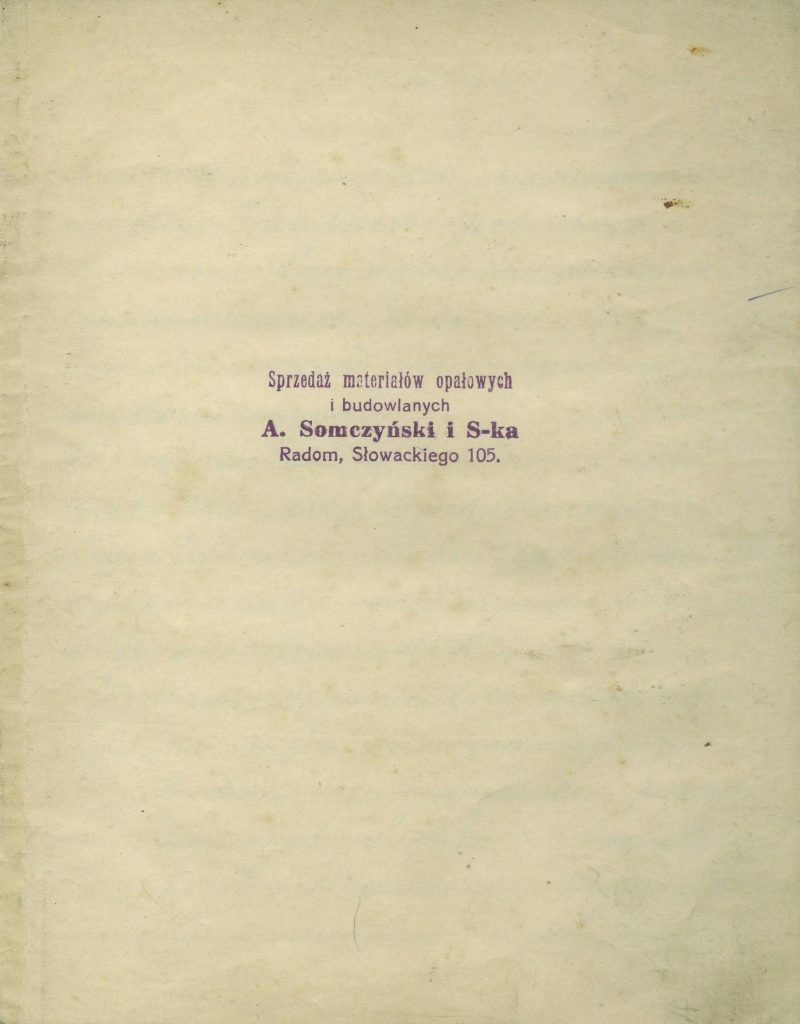 Sprzedaż materiałów opałowych
i budowlanych
A. Somczyński i S-ka
Radom, Słowackiego 105.